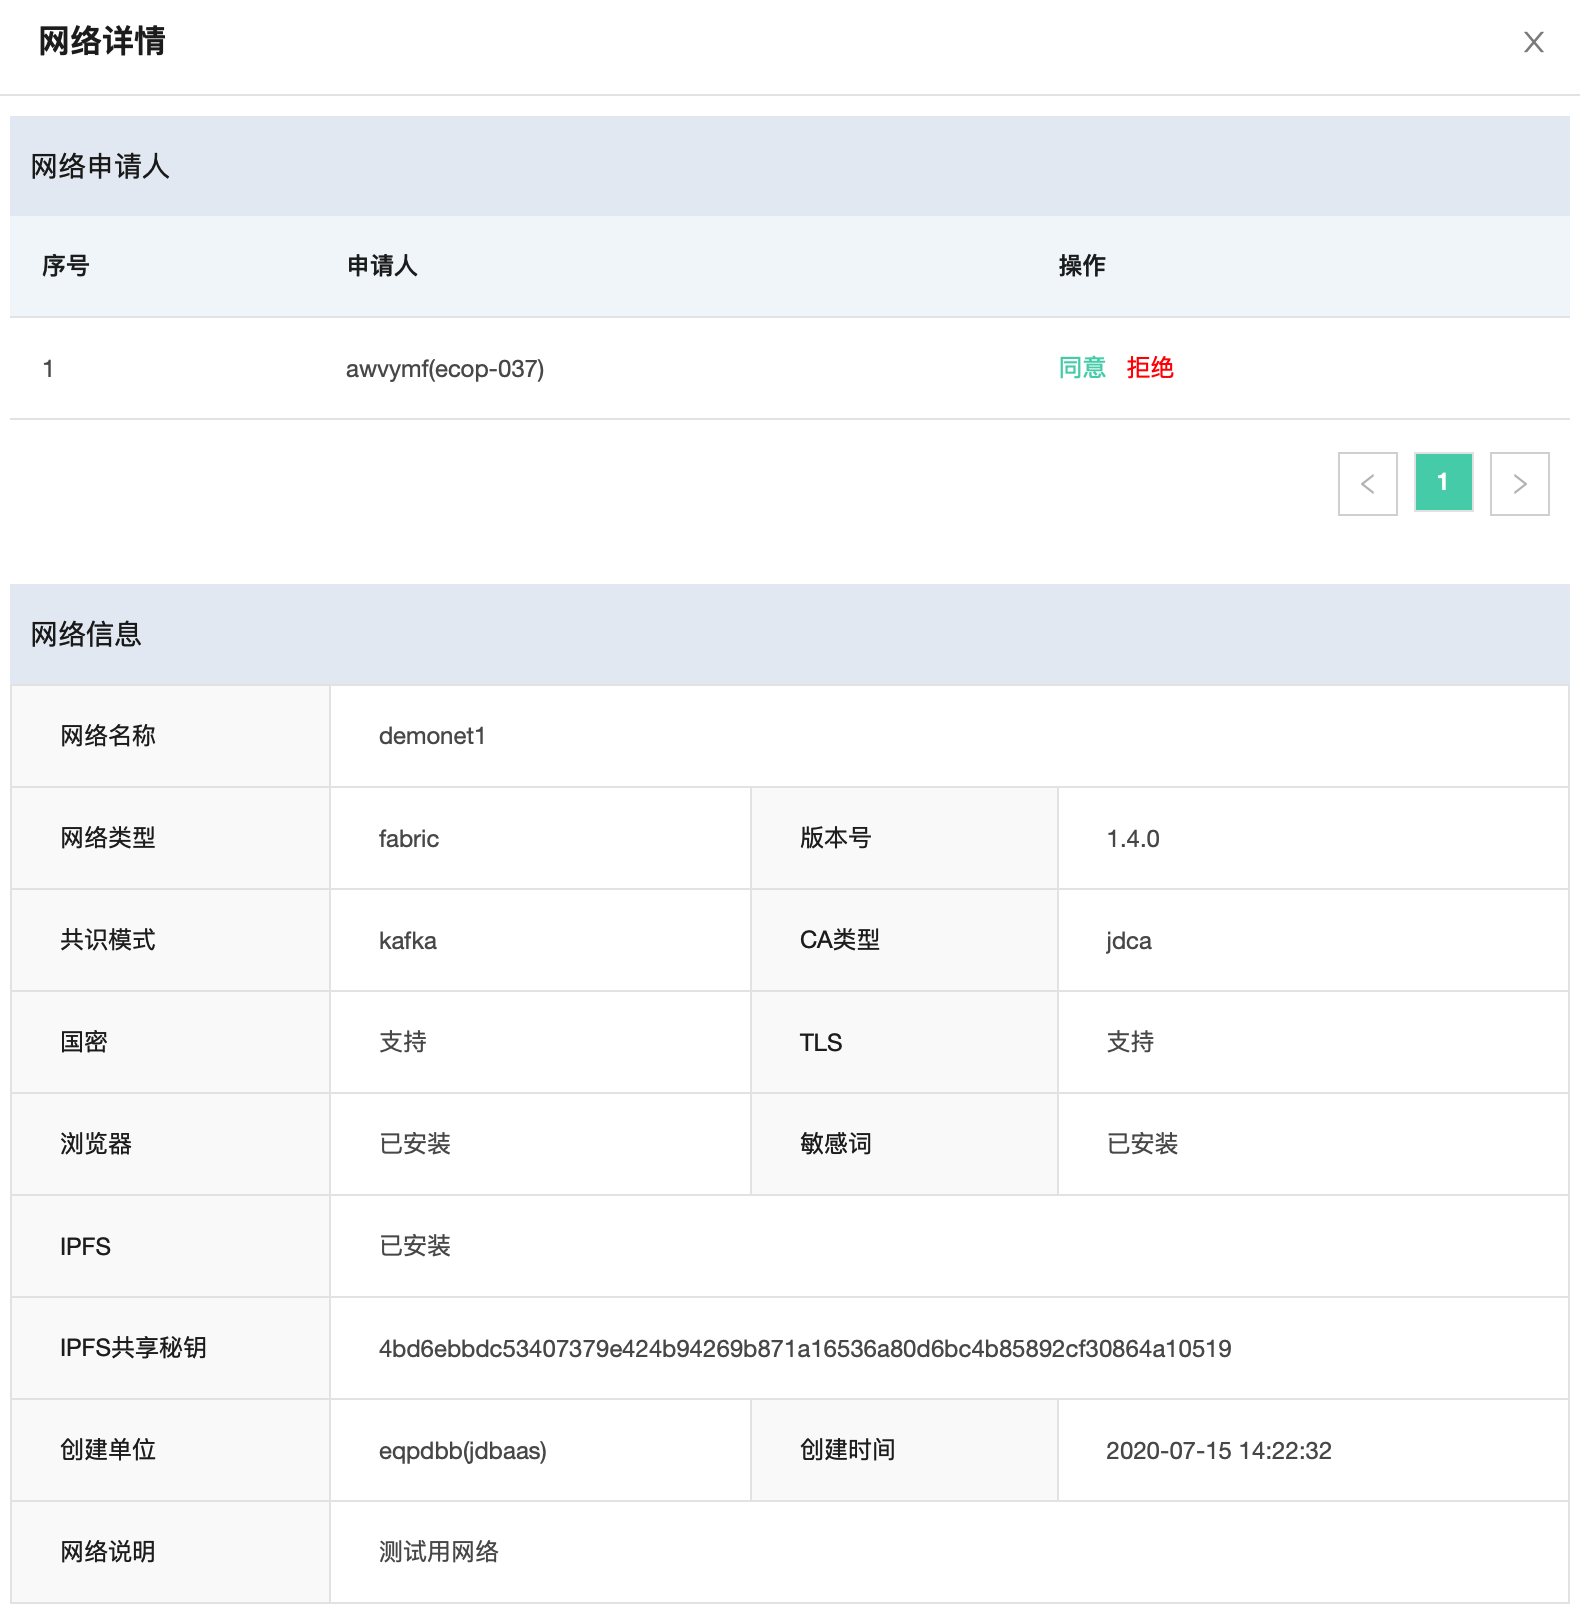 网络详情
网络申请人
序号 申请人 操作
1 awvymf(ecop-037) 同意 拒绝
1
网络信息
网络名称 demonet1
网络类型 fabric 版本号 1.4.0
共识模式 kafka CA类型 jdca
国密 支持 TLS 支持
浏览器 已安装 敏感词 已安装
IPFS 已安装
IPFS共享秘钥 4bd6ebbdc53407379e424b94269b871a16536a80d6bc4b85892cf30864a10519
创建单位 eqpdbb(jdbaas) 创建时间 2020-07-15 14:22:32
网络说明 测试用网络